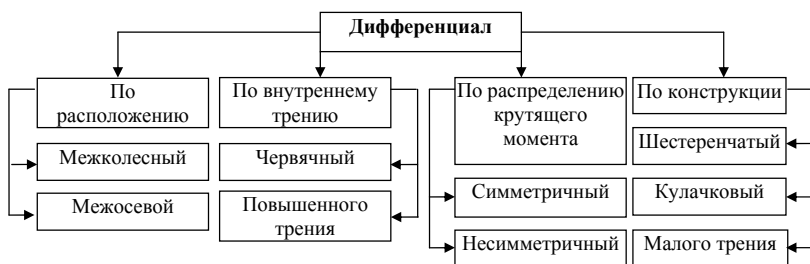 Дифференциал
По
расположению
Межколесный
Межосевой
По внутреннему
трению
Червячный
Повышенного
трения
По распределению
крутящего
момента
Симметричный
Несимметричный
По конструкции
Шестеренчатый
Кулачковый
Малого трения